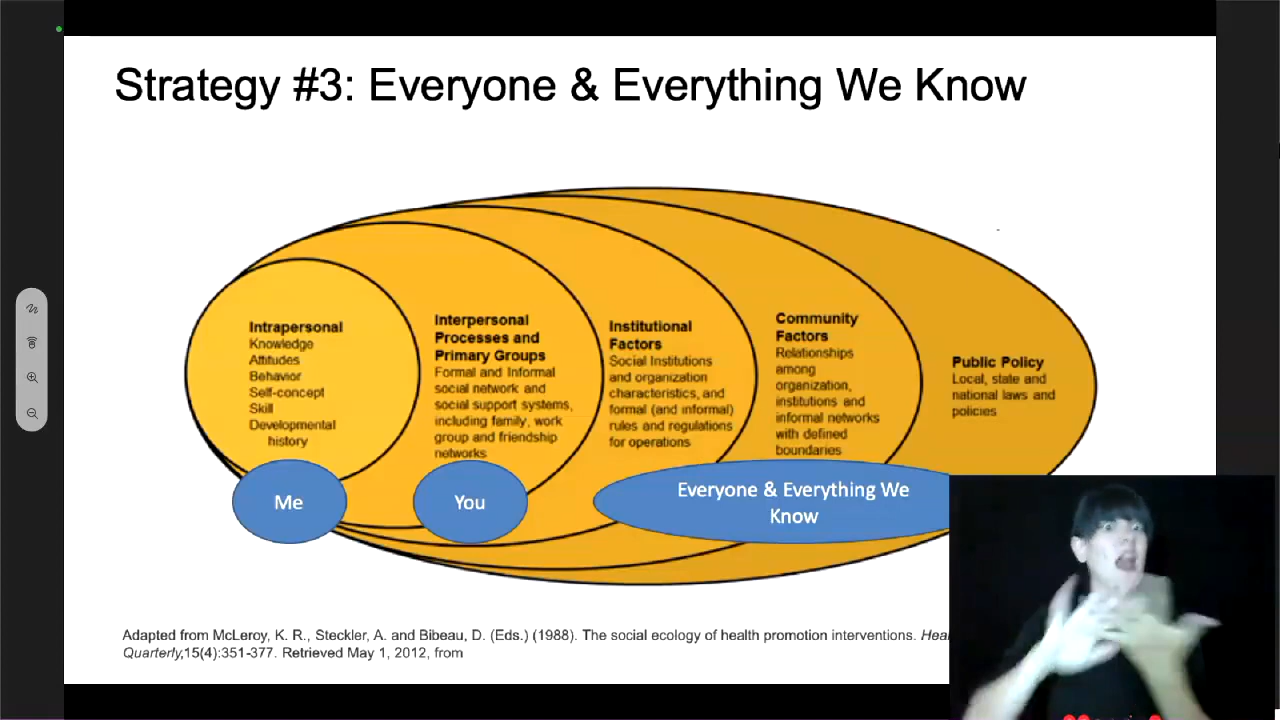 Strategy #3: Everyone & Everything We Know
Intrapersonal
Knowledge
Attitudes
Behavior
Self-concept
Skill
Developmental
history
Interpersonal
Processes and
Primary Groups
Formal and Informal
social network and
social support systems,
including family, work
group and friendship
networks
Institutional
Factors
Social Institutions
and organization
characteristics, and
formal (and informal)
rules and regulations
for operations
Community
Factors
Relationships
among
organization,
institutions and
informal networks
with defined
boundaries
Public Policy
Local, state and
national laws and
policies
Me
You
Everyone & Everything We
Know
Adapted from McLeroy, K. R., Steckler, A. and Bibeau, D. (Eds.) (1988). The social ecology of health promotion interventions.
Quarterly,15(4):351-377. Retrieved May 1, 2012, from